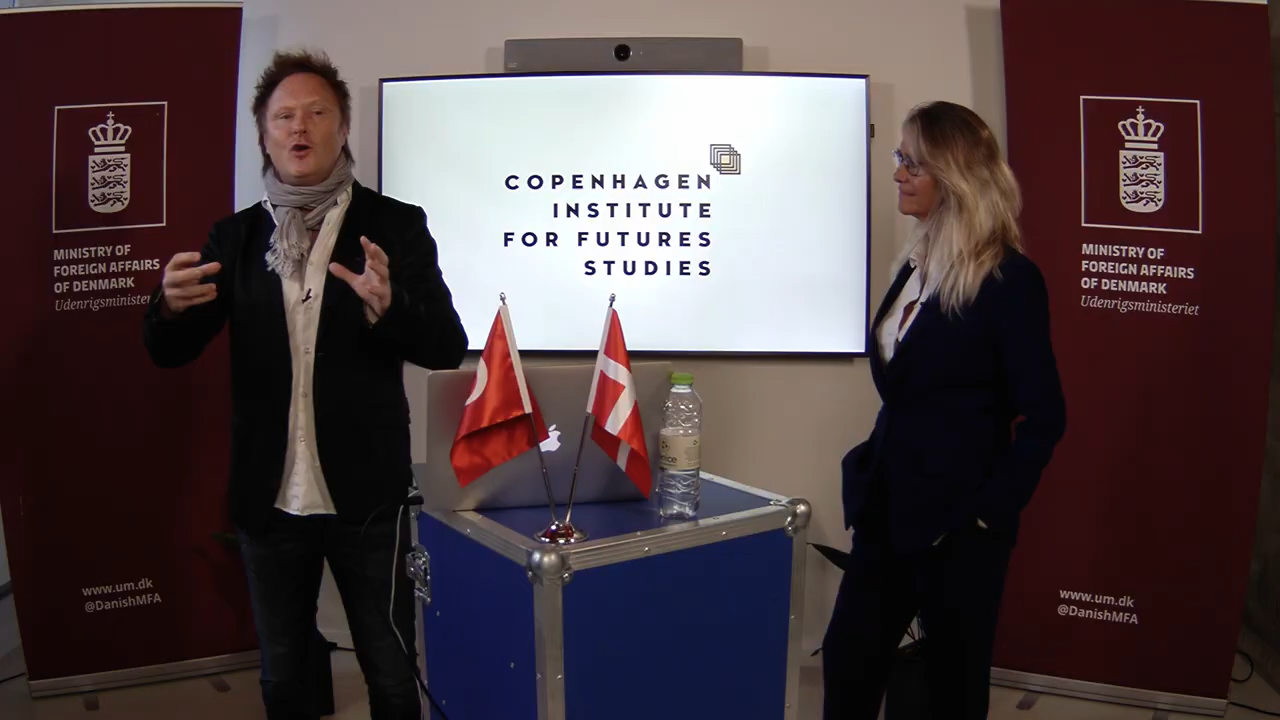 MINISTRY OF
FOREIGN AFFAIRS
OF DENMARK
www.um.dk
@DanishMFA
COPENHAGEN
INSTITUTE
FOR FUTURES
STUDIES
MINISTRY OF
FOREIGN AFFAIRS
OF DENMARK
Udenrigsministeriet
www.um.dk
@DanishMFA